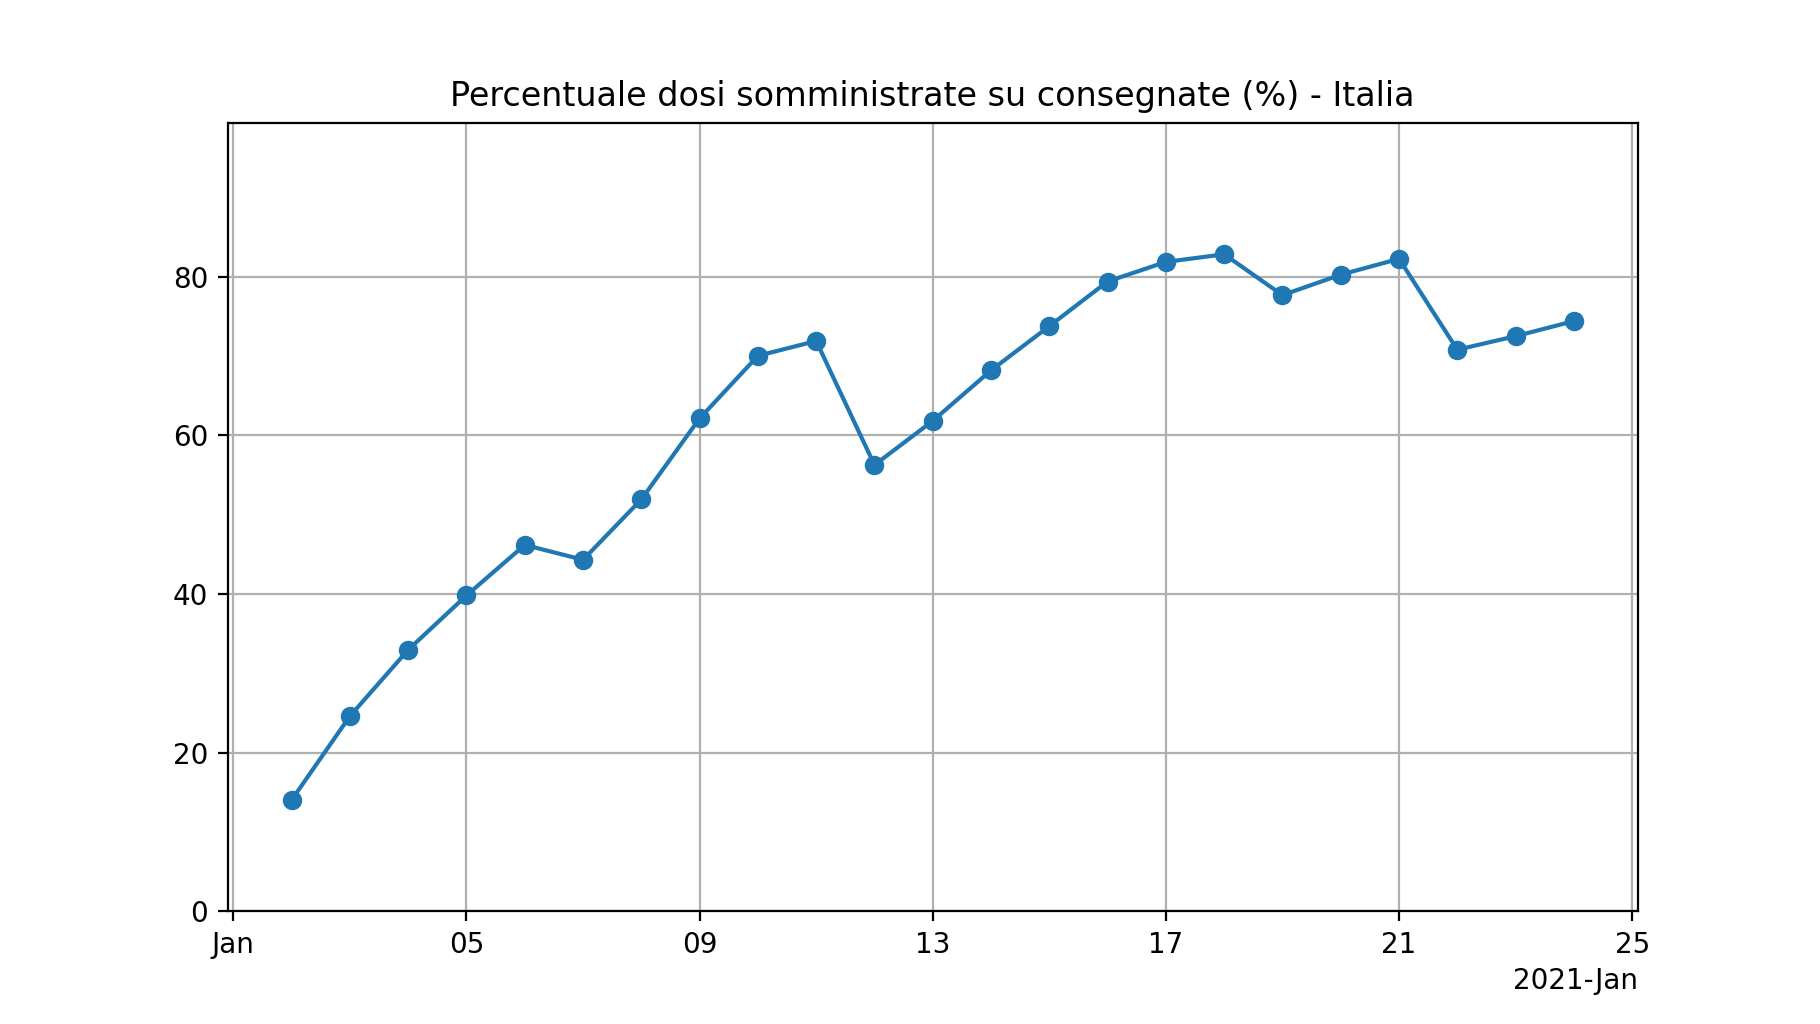 Percentuale dosi somministrate su consegnate (%) - Italia
80
60
40
20
0
Jan 05 09 13 17 21 25
2021-Jan